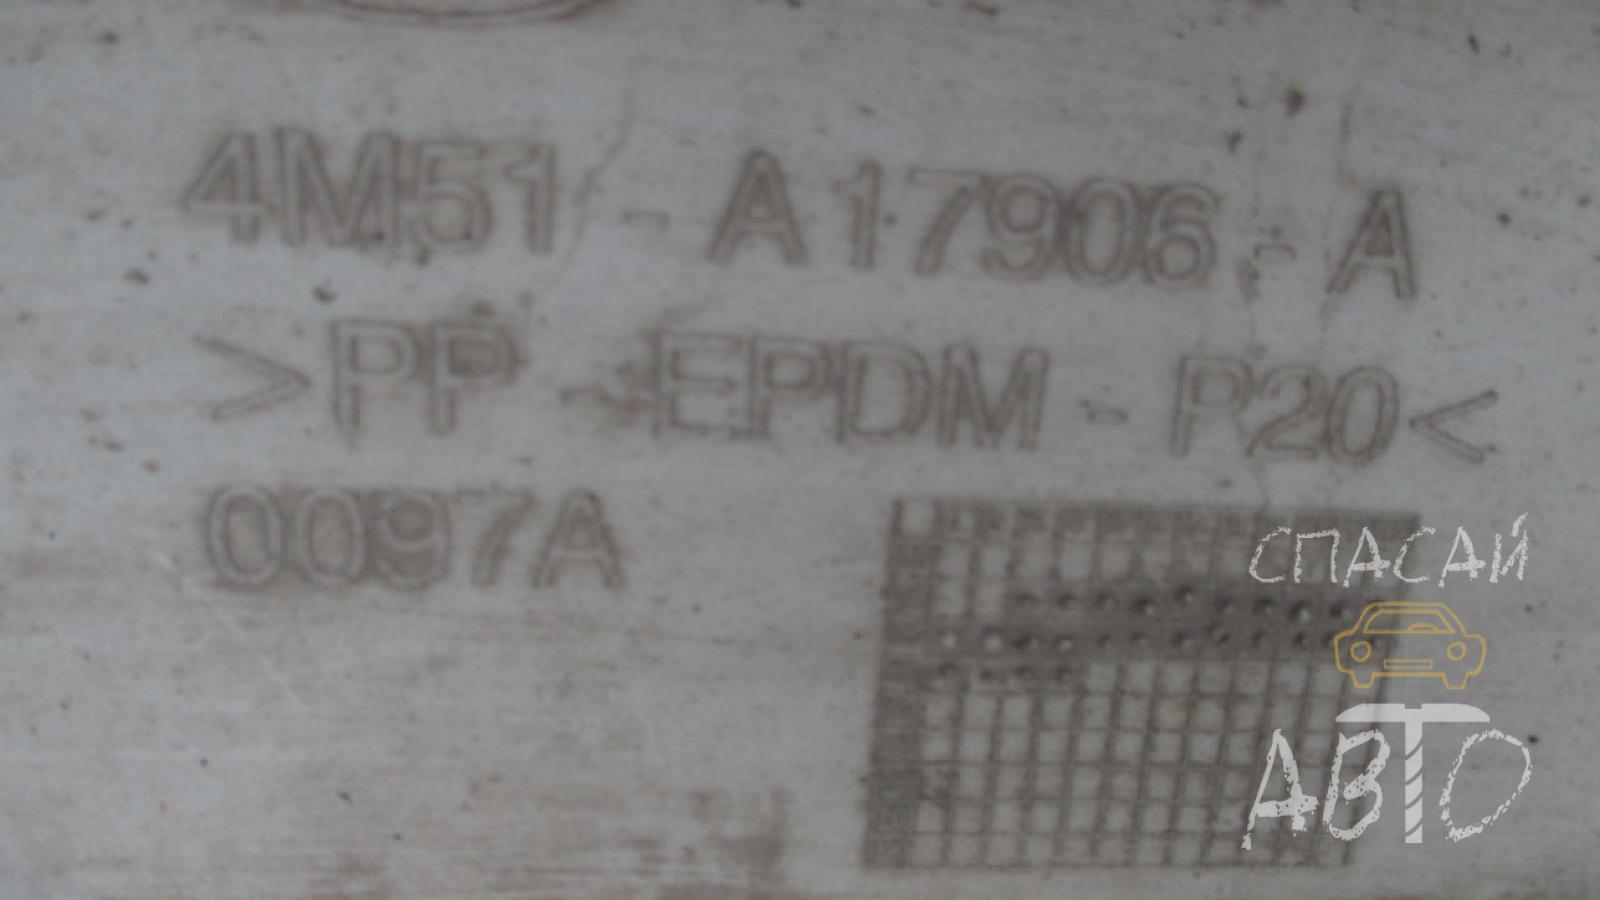 4M51 - A17906 - A
>PP - EPDM - P20<
0097A
СПАСАЙ
АВТО